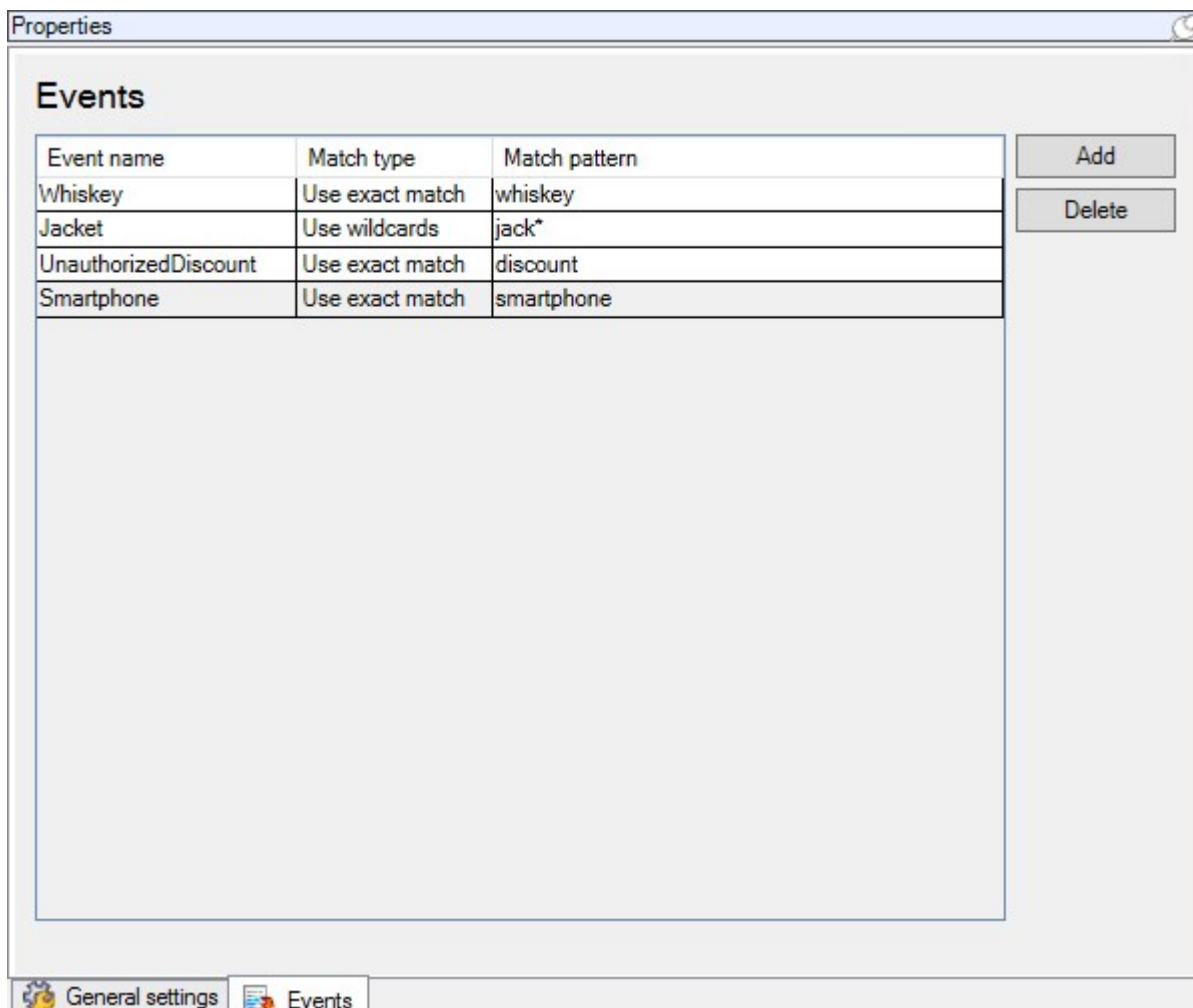 Properties
Events
Event name Match type Match pattern
Whiskey Use exact match whiskey
Jacket Use wildcards jack*
UnauthorizedDiscount Use exact match discount
Smartphone Use exact match smartphone
Add
Delete
General settings Events